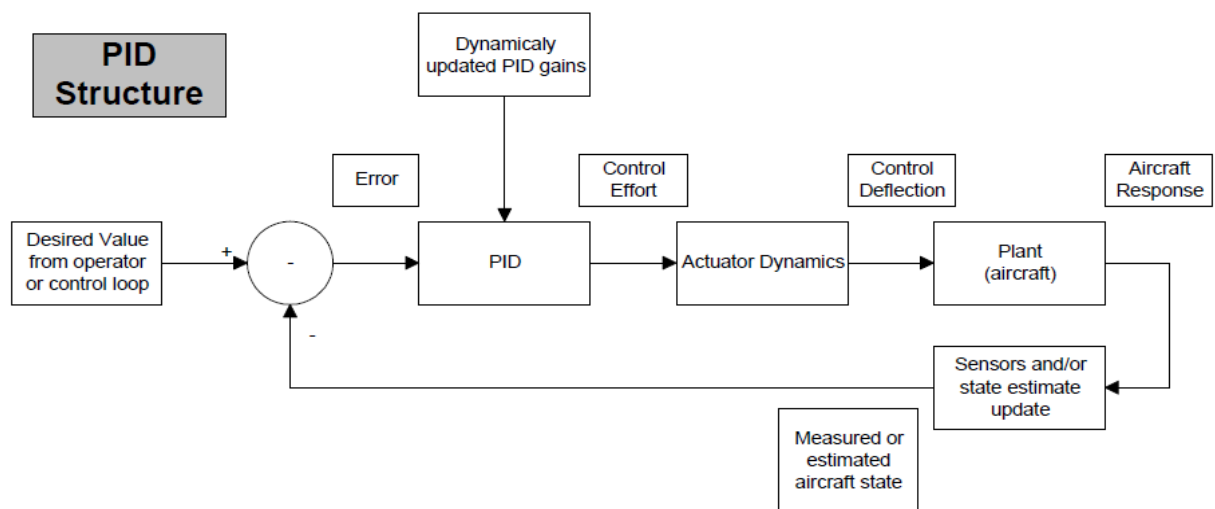 PID
Structure
Dynamicaly
updated PID gains
Error
Control
Effort
Control
Deflection
Aircraft
Response
Desired Value
from operator
or control loop
+
-
PID
Actuator Dynamics
Plant
(aircraft)
-
Sensors and/or
state estimate
update
Measured or
estimated
aircraft state